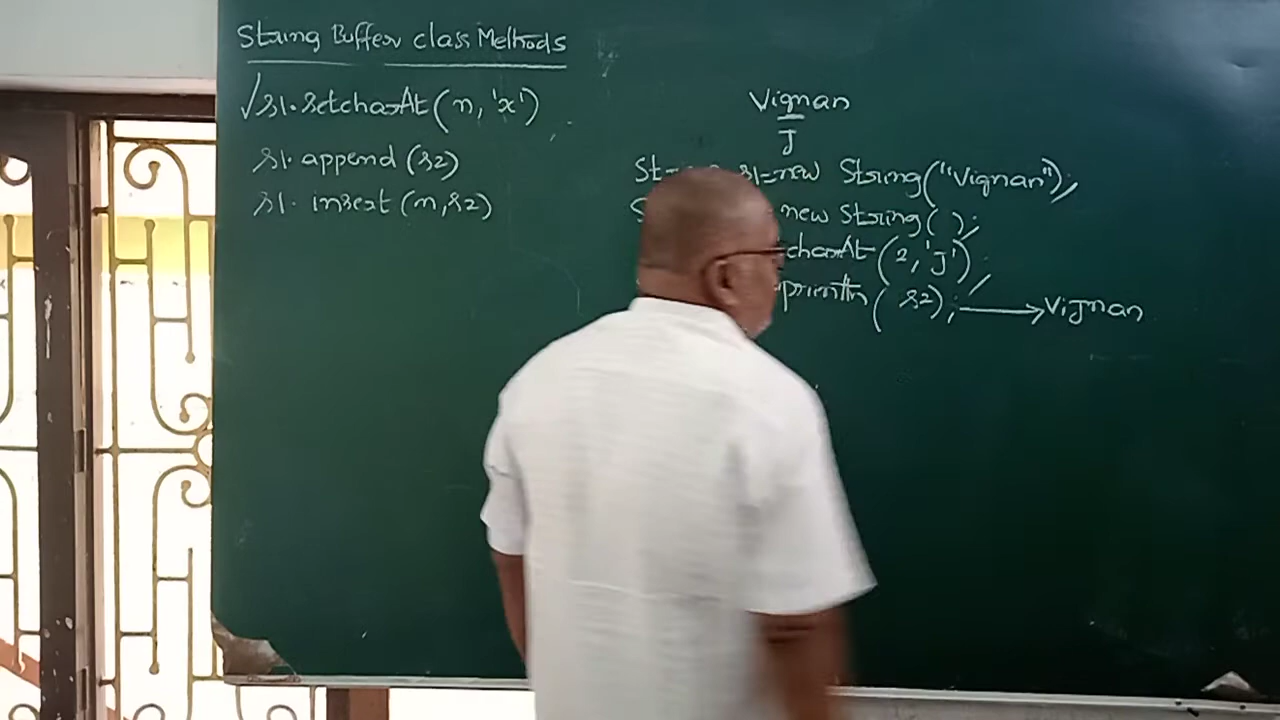 String Buffer class Methods
√s1.setcharAt(n, 'x')
s1. append (s2)
s1. insert (n,s2)
Vignan
J
s1=new String("Vignan");
new String( );
charAt(2,'J');
println( s2); → ViJnan